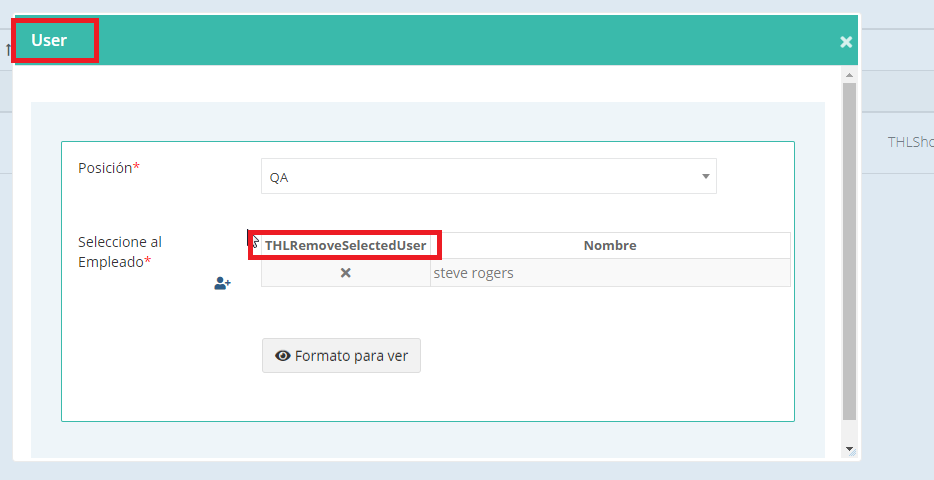 User
THLSho
Posición*
QA
Seleccione al
Empleado*
THLRemoveSelectedUser Nombre
steve rogers
Formato para ver